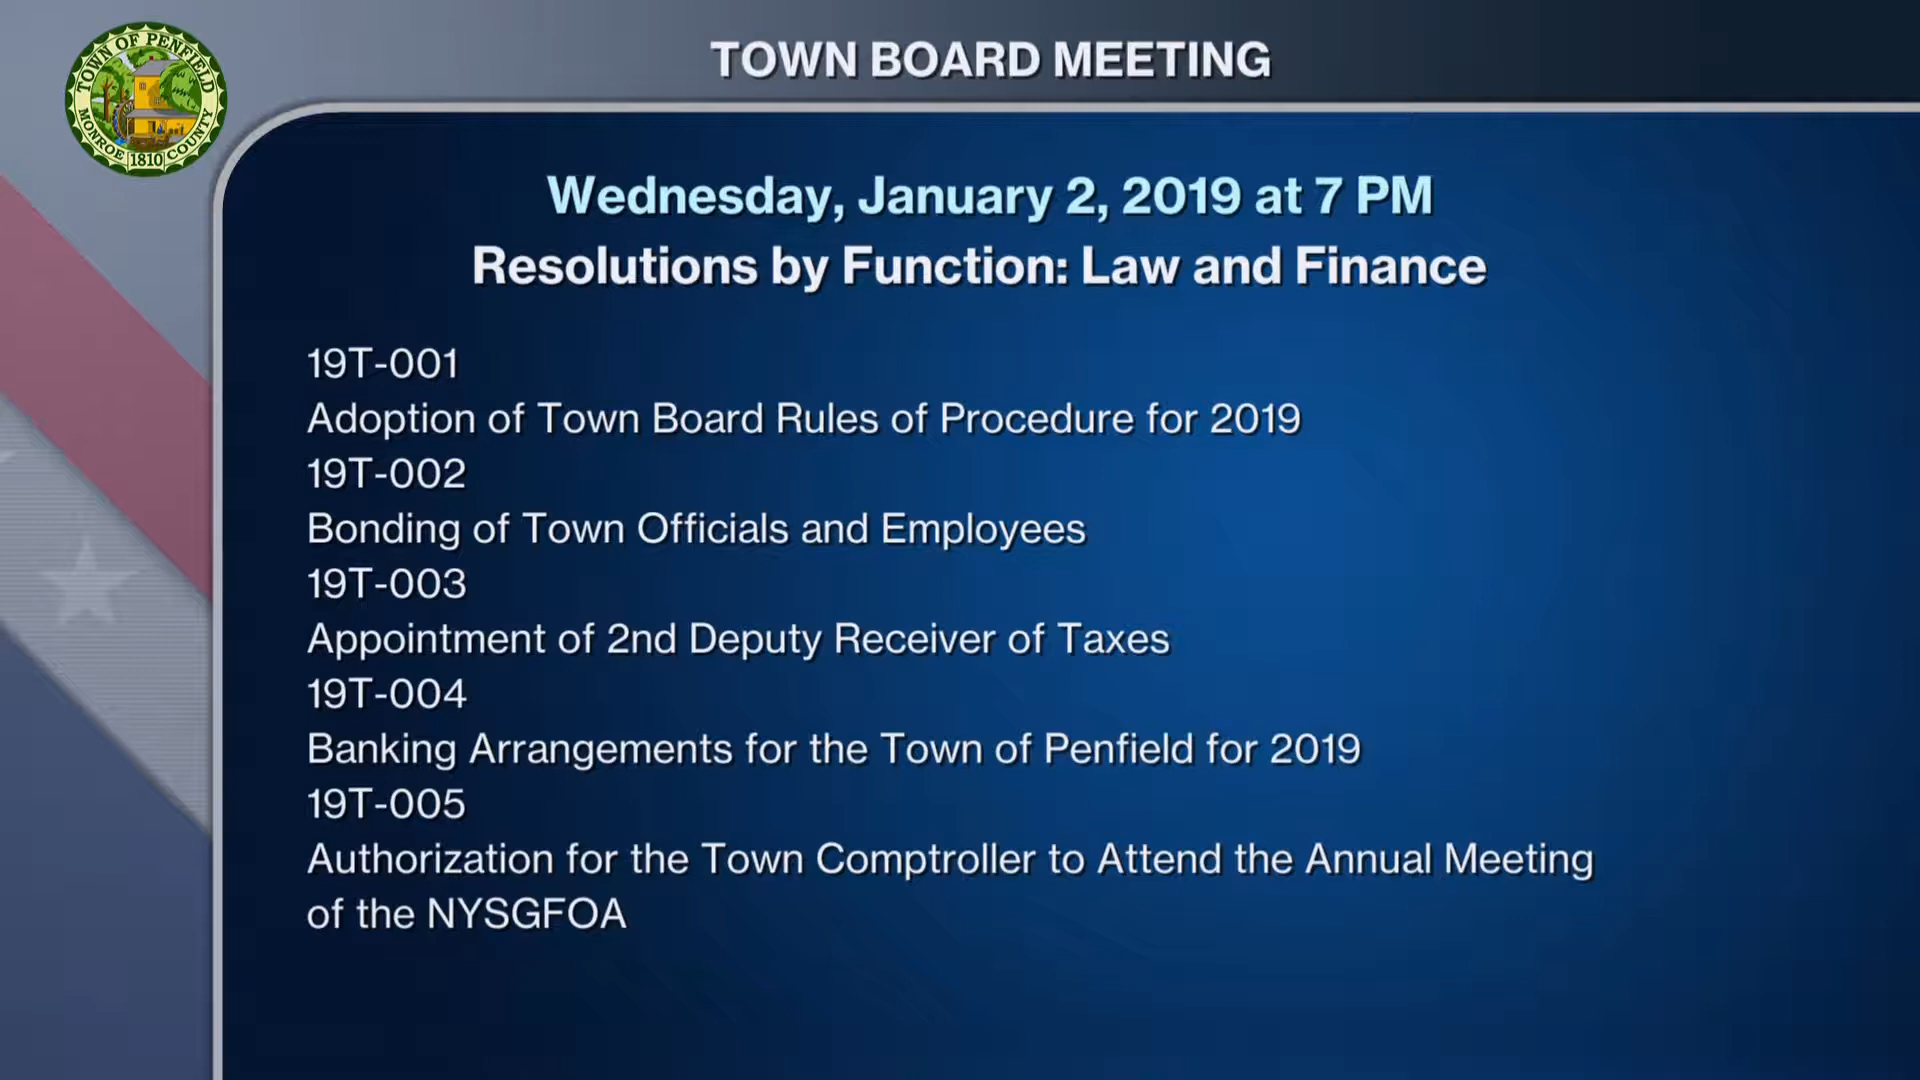 TOWN OF PENFIELD
MONROE 1810 COUNTY
TOWN BOARD MEETING
Wednesday, January 2, 2019 at 7 PM
Resolutions by Function: Law and Finance
19T-001
Adoption of Town Board Rules of Procedure for 2019
19T-002
Bonding of Town Officials and Employees
19T-003
Appointment of 2nd Deputy Receiver of Taxes
19T-004
Banking Arrangements for the Town of Penfield for 2019
19T-005
Authorization for the Town Comptroller to Attend the Annual Meeting
of the NYSGFOA